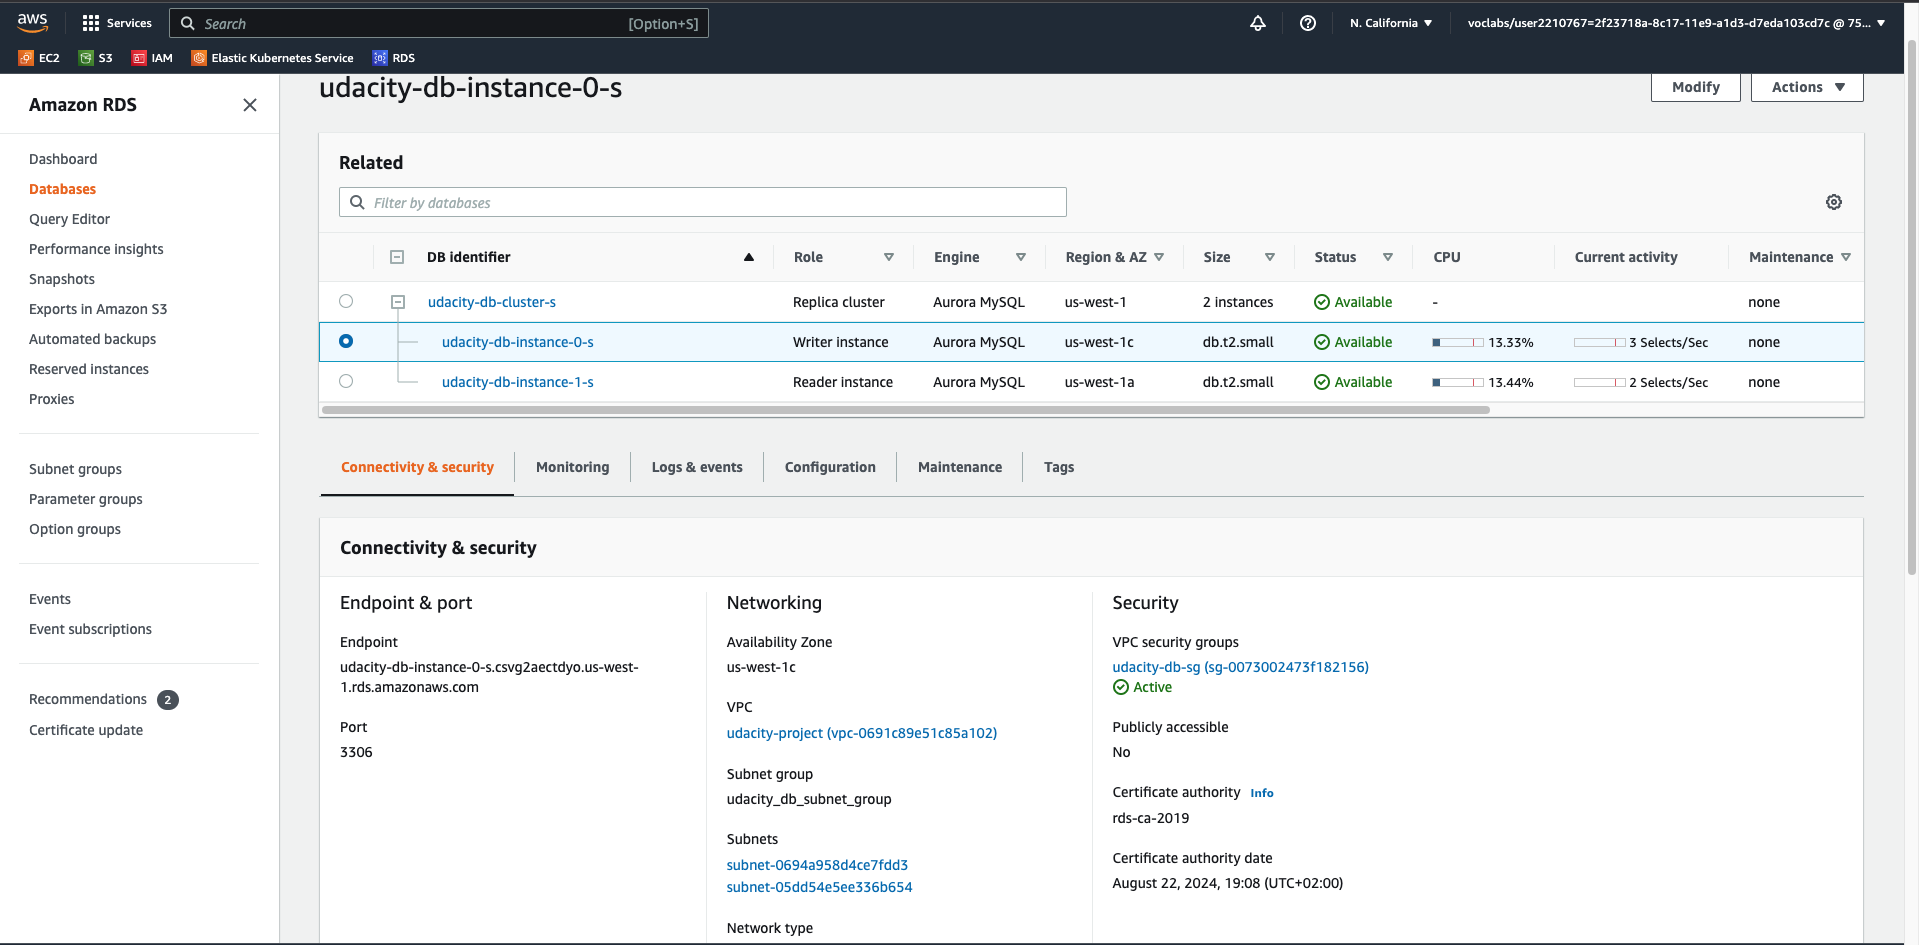 aws
Services
Search
[Option+S]
N. California
voclabs/user2210767=2f23718a-8c17-11e9-a1d3-d7eda103cd7c @ 75...
EC2
S3
IAM
Elastic Kubernetes Service
RDS
Amazon RDS
Dashboard
Databases
Query Editor
Performance insights
Snapshots
Exports in Amazon S3
Automated backups
Reserved instances
Proxies
Subnet groups
Parameter groups
Option groups
Events
Event subscriptions
Recommendations 2
Certificate update
udacity-db-instance-0-s
Modify
Actions
Related
Filter by databases
DB identifier Role Engine Region & AZ Size Status CPU Current activity Maintenance
udacity-db-cluster-s Replica cluster Aurora MySQL us-west-1 2 instances Available - none
udacity-db-instance-0-s Writer instance Aurora MySQL us-west-1c db.t2.small Available 13.33% 3 Selects/Sec none
udacity-db-instance-1-s Reader instance Aurora MySQL us-west-1a db.t2.small Available 13.44% 2 Selects/Sec none
Connectivity & security
Monitoring
Logs & events
Configuration
Maintenance
Tags
Connectivity & security
Endpoint & port
Endpoint
udacity-db-instance-0-s.csvg2aectdyo.us-west-
1.rds.amazonaws.com
Port
3306
Networking
Availability Zone
us-west-1c
VPC
udacity-project (vpc-0691c89e51c85a102)
Subnet group
udacity_db_subnet_group
Subnets
subnet-0694a958d4ce7fdd3
subnet-05dd54e5ee336b654
Network type
Security
VPC security groups
udacity-db-sg (sg-0073002473f182156)
Active
Publicly accessible
No
Certificate authority Info
rds-ca-2019
Certificate authority date
August 22, 2024, 19:08 (UTC+02:00)